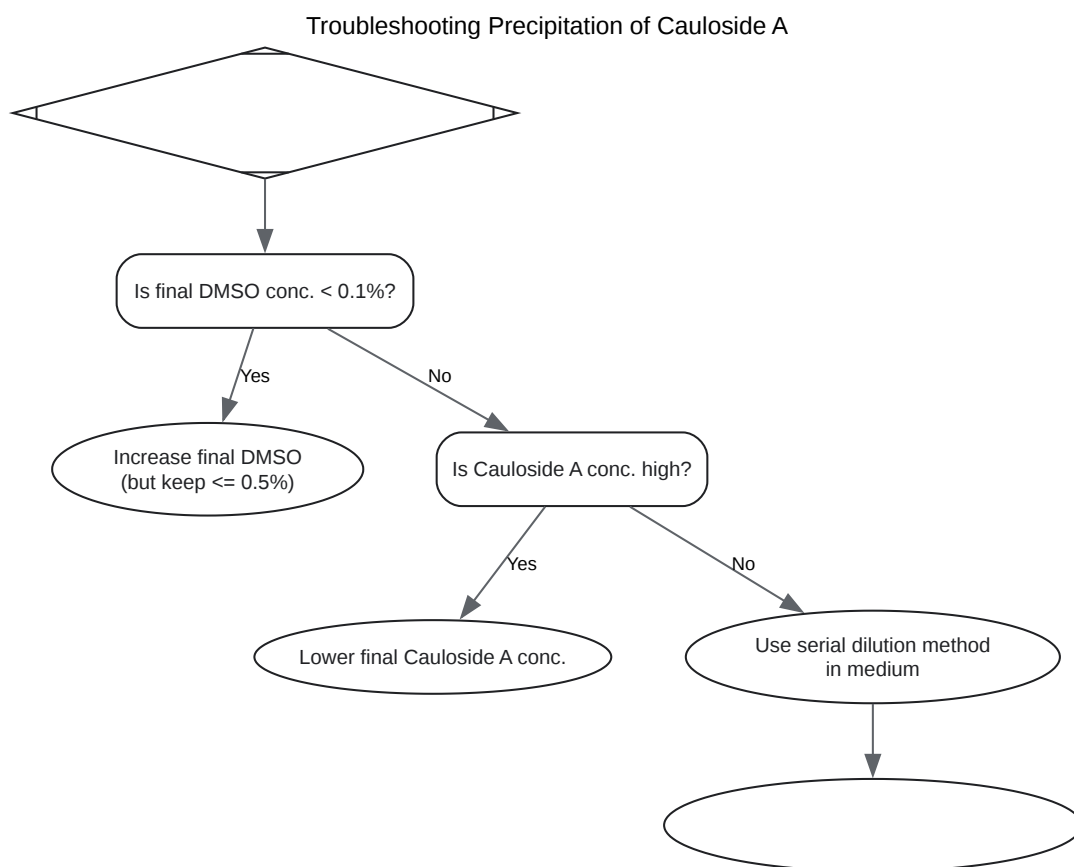 Troubleshooting Precipitation of Cauloside A
Is final DMSO conc. < 0.1%?
Yes
No
Increase final DMSO
(but keep <= 0.5%)
Is Cauloside A conc. high?
Yes
No
Lower final Cauloside A conc.
Use serial dilution method
in medium